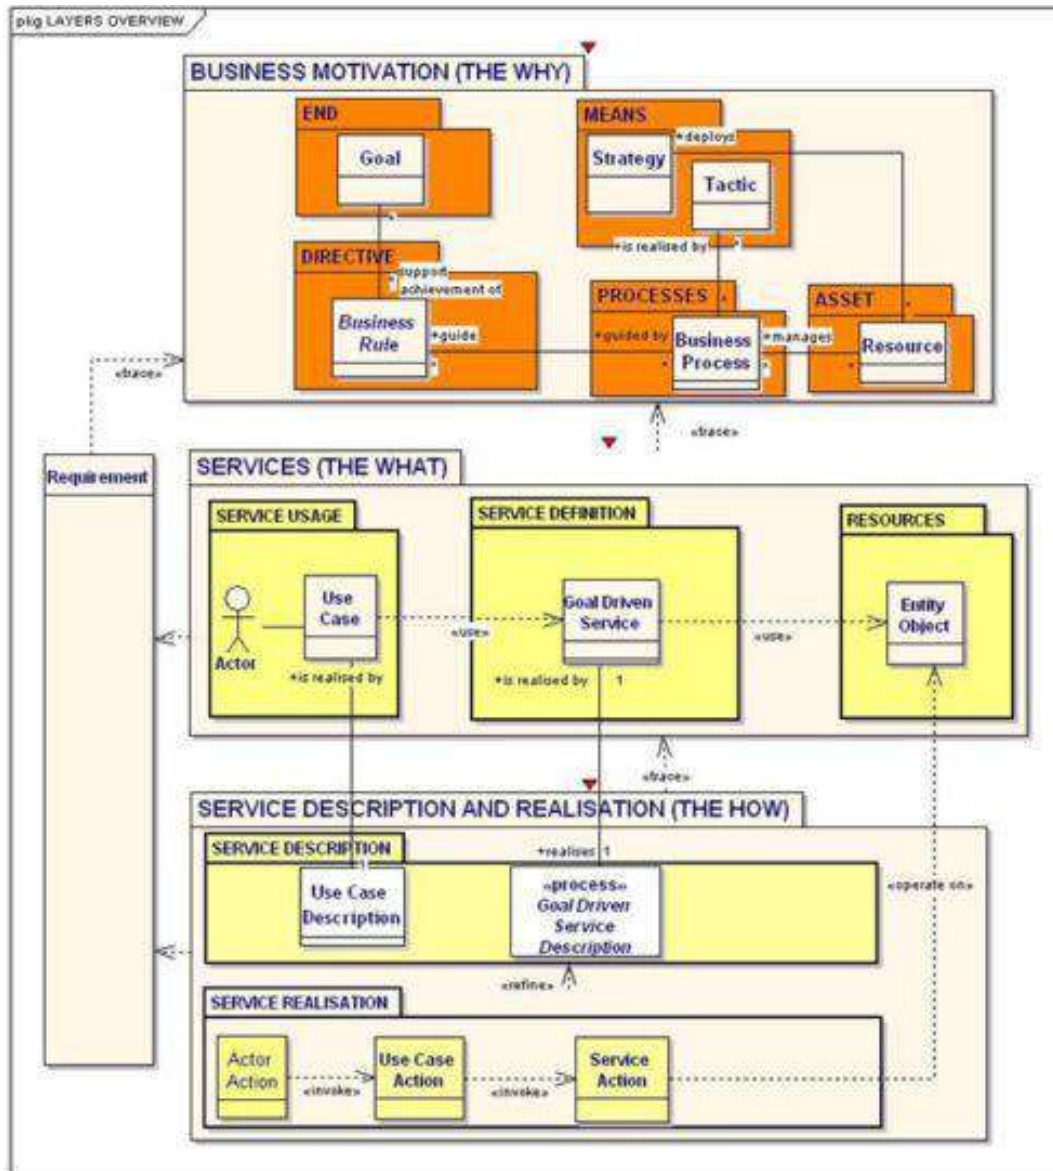 pkg LAYERS OVERVIEW
BUSINESS MOTIVATION (THE WHY)
END
Goal
*
MEANS
+deploys
Strategy
Tactic
+is realised by
*
DIRECTIVE
*
support
achievement of
Business
Rule
+guide
*
PROCESSES
*
+guided by
Business
Process
*
*
+manages
ASSET
*
Resource
*
«trace»
«trace»
Requirement
SERVICES (THE WHAT)
SERVICE USAGE
Use
Case
Actor
+is realised by
«use»
SERVICE DEFINITION
Goal Driven
Service
+is realised by
1
«use»
RESOURCES
Entity
Object
«trace»
SERVICE DESCRIPTION AND REALISATION (THE HOW)
SERVICE DESCRIPTION
1
Use Case
Description
+realises
1
«process»
Goal Driven
Service
Description
«operate on»
«refine»
SERVICE REALISATION
Actor
Action
«invoke»
Use Case
Action
«invoke»
Service
Action